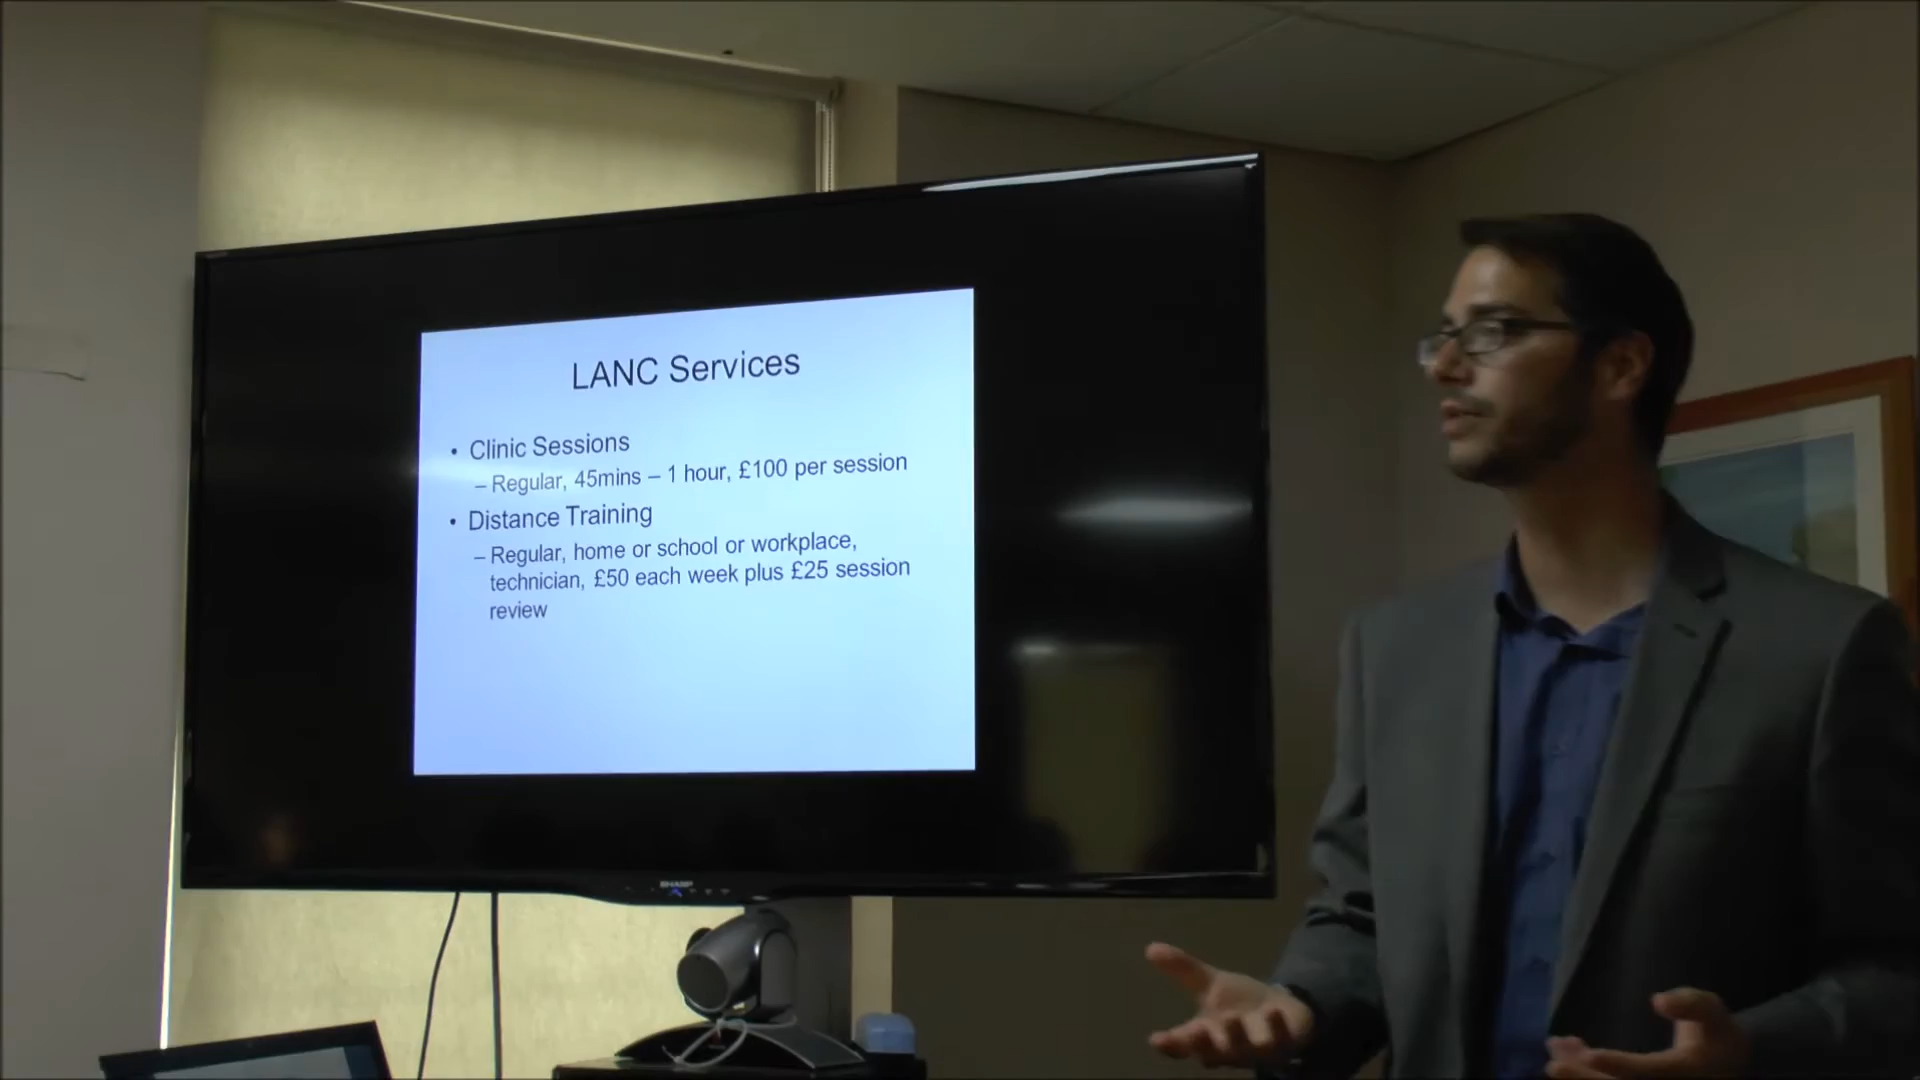 LANC Services
• Clinic Sessions
– Regular, 45mins – 1 hour, £100 per session
• Distance Training
– Regular, home or school or workplace,
technician, £50 each week plus £25 session
review
SHARP